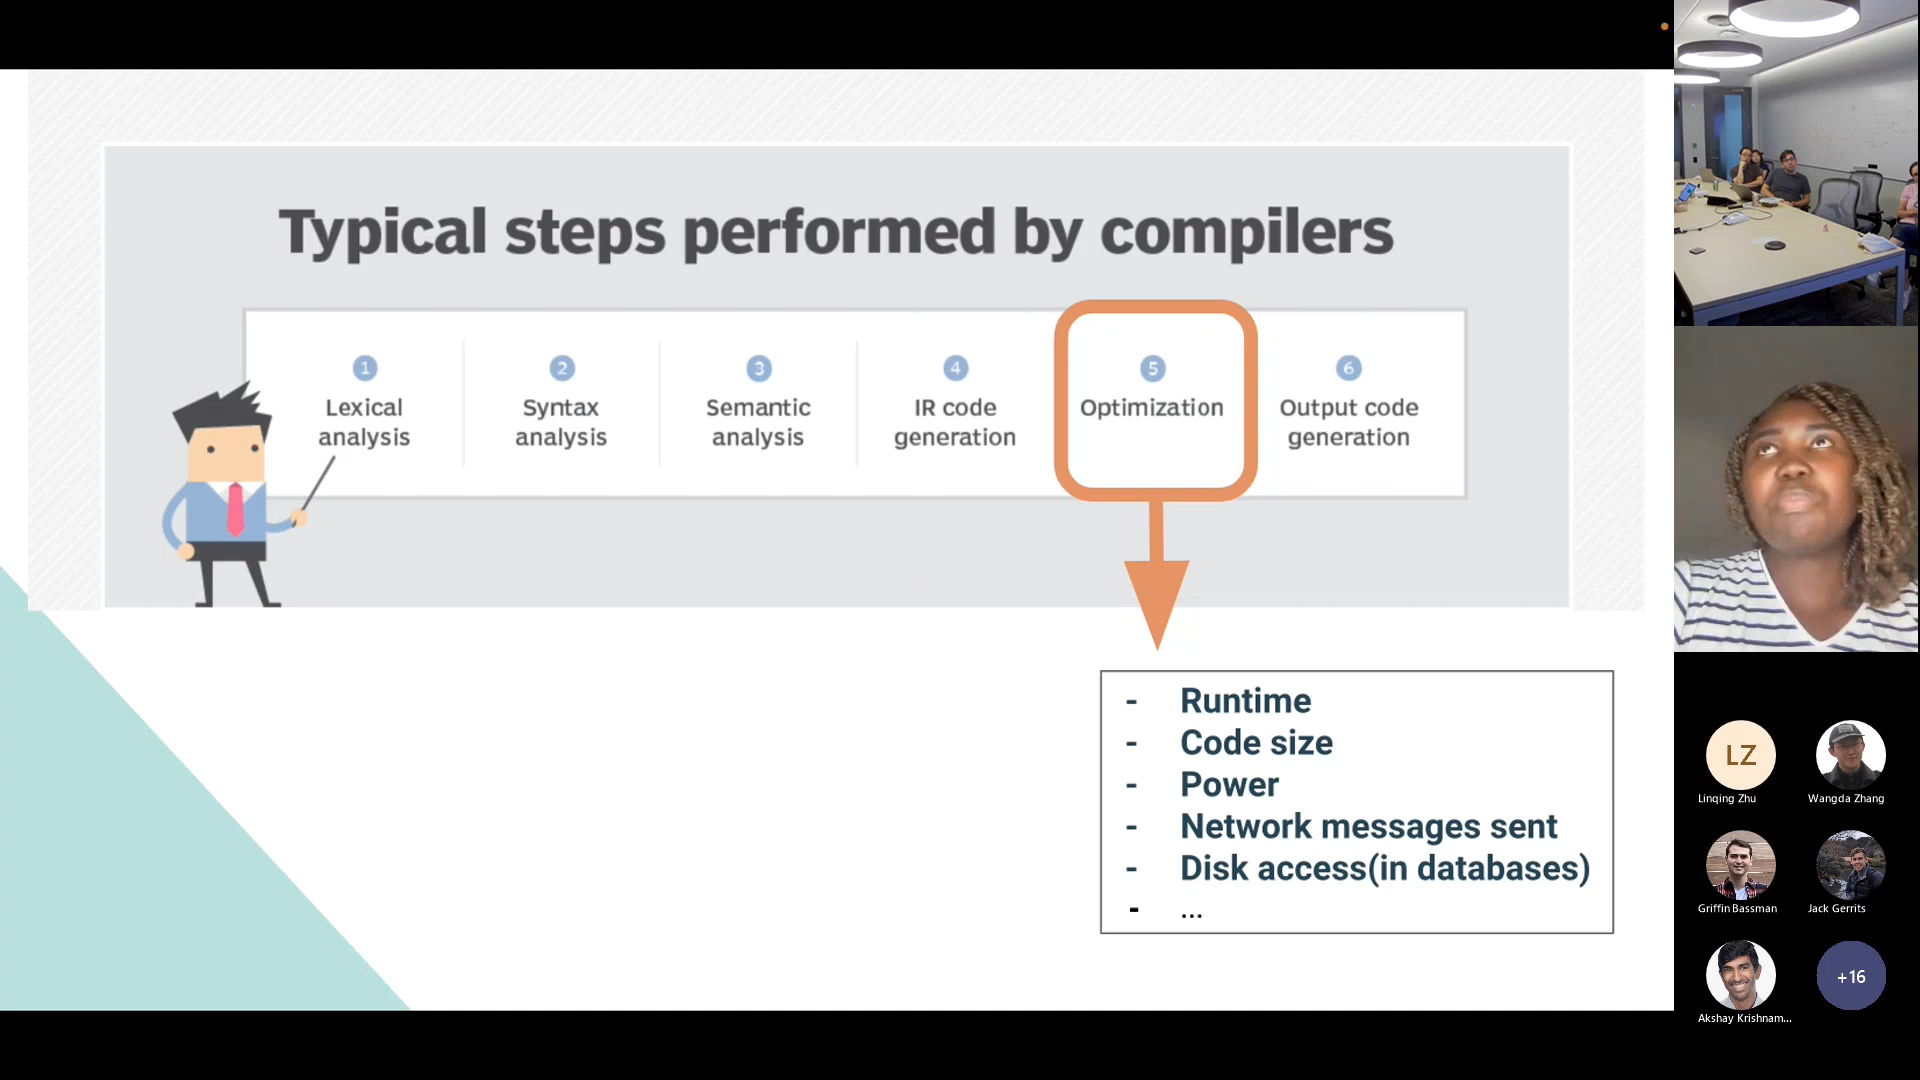 Typical steps performed by compilers
1
2
3
4
5
6
Lexical
analysis
Syntax
analysis
Semantic
analysis
IR code
generation
Optimization
Output code
generation
- Runtime
- Code size
- Power
- Network messages sent
- Disk access(in databases)
- ...
LZ
Linqing Zhu
Wangda Zhang
Griffin Bassman
Jack Gerrits
Akshay Krishnam...
+16